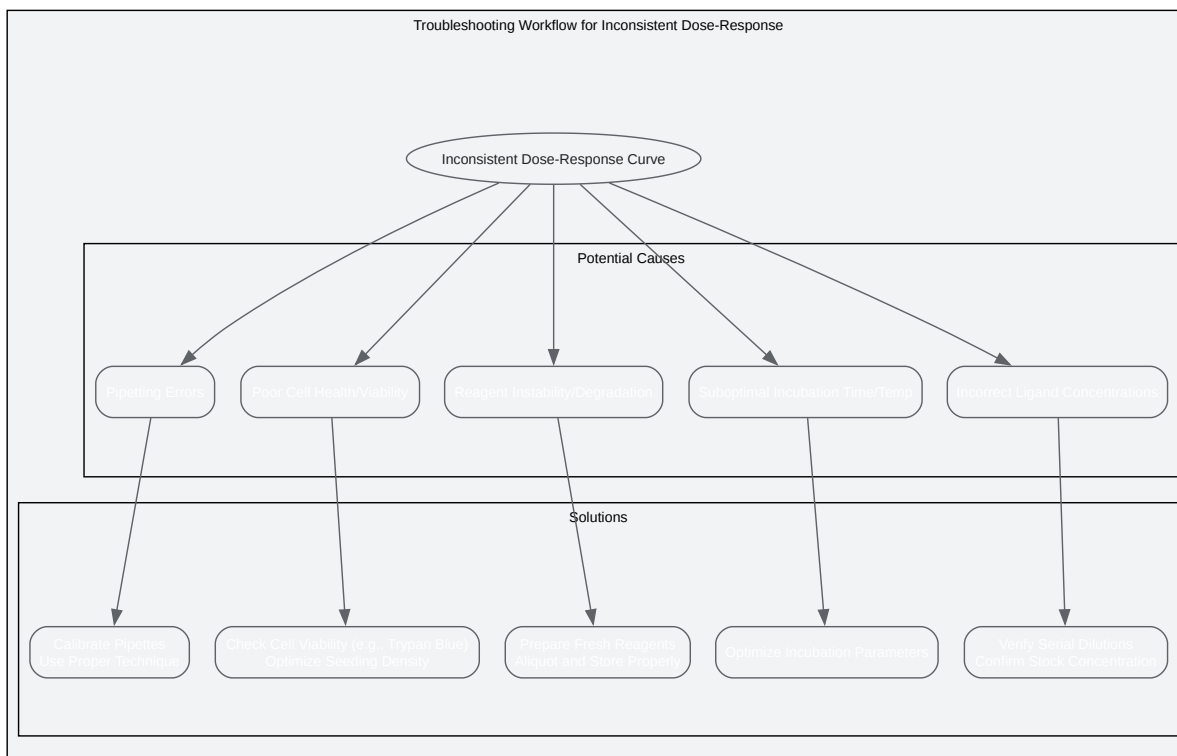 Troubleshooting Workflow for Inconsistent Dose-Response
Inconsistent Dose-Response Curve
Potential Causes
Pipetting Errors
Poor Cell Health/Viability
Reagent Instability/Degradation
Suboptimal Incubation Time/Temp
Incorrect Ligand Concentrations
Solutions
Calibrate Pipettes
Use Proper Technique
Check Cell Viability (e.g., Trypan Blue)
Optimize Seeding Density
Prepare Fresh Reagents
Aliquot and Store Properly
Optimize Incubation Parameters
Verify Serial Dilutions
Confirm Stock Concentration